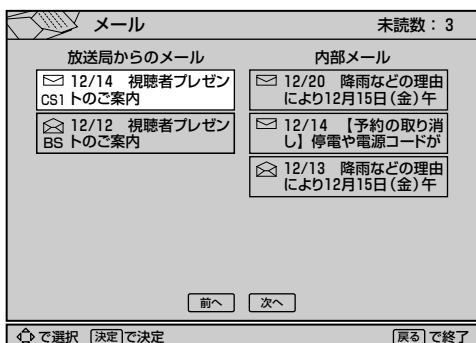 メール
未読数：3
放送局からのメール
12/14 視聴者プレゼン
CS1 トのご案内
12/12 視聴者プレゼン
BS トのご案内
内部メール
12/20 降雨などの理由
により12月15日（金）午
12/14 【予約の取り消
し】停電や電源コードが
12/13 降雨などの理由
により12月15日（金）午
前へ 次へ
で選択 決定 で決定
戻る で終了